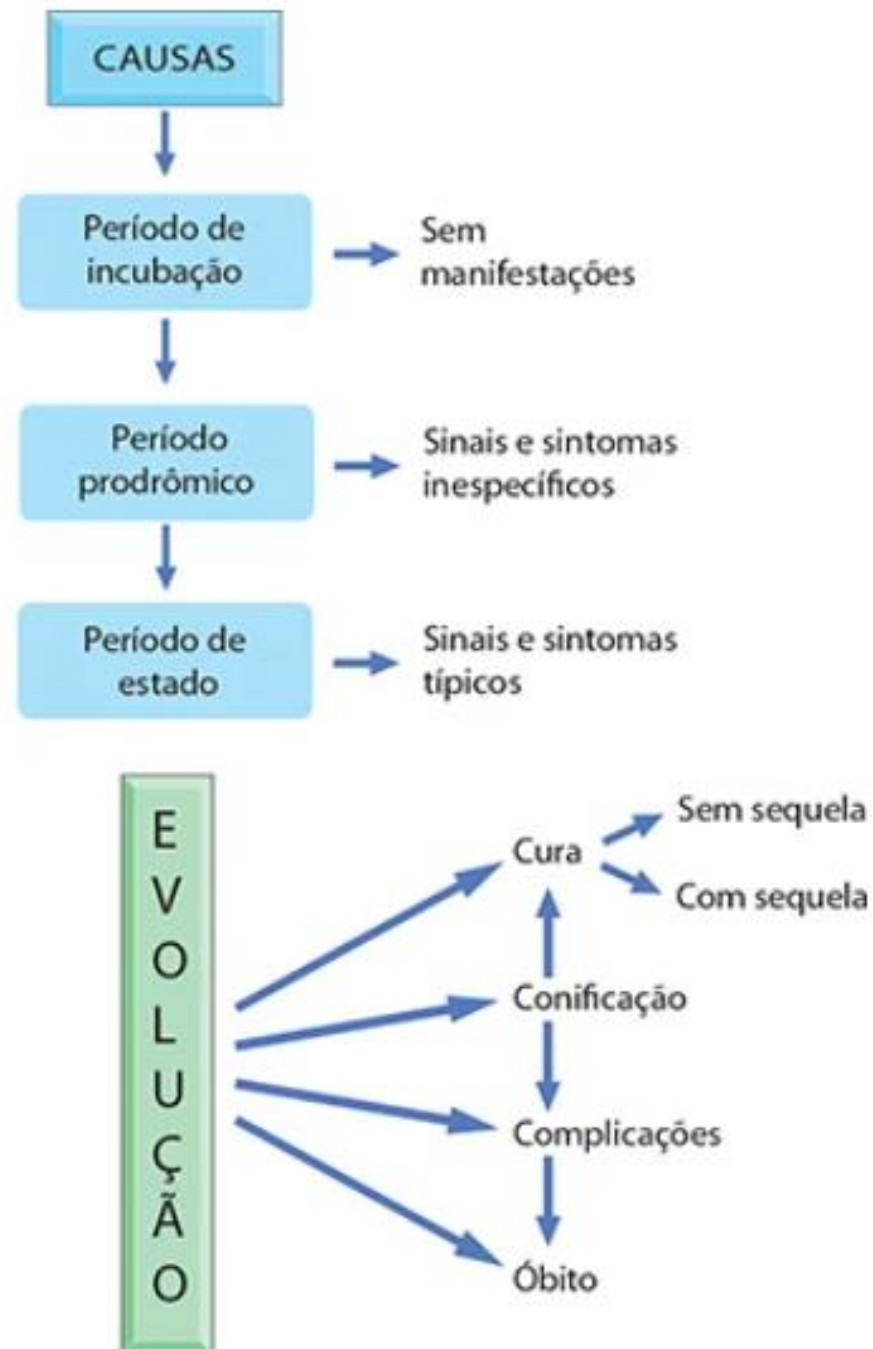 CAUSAS
Período de
incubação
Sem
manifestações
Período
prodrômico
Sinais e sintomas
inespecíficos
Período de
estado
Sinais e sintomas
típicos
EVOLUÇÃO
Cura
Sem sequela
Com sequela
Conificação
Complicações
Óbito